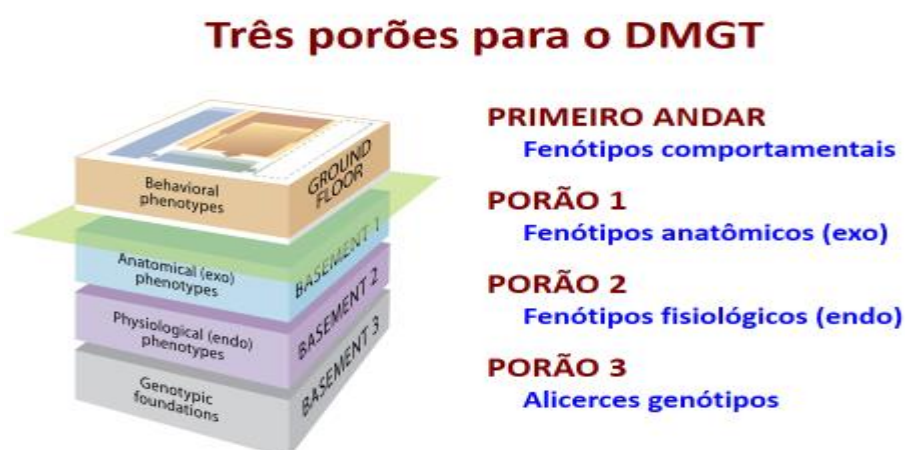 Três porões para o DMGT
Behavioral
phenotypes
GROUND
FLOOR
Anatomical (exo)
phenotypes
BASEMENT 1
Physiological (endo)
phenotypes
BASEMENT 2
Genotypic
foundations
BASEMENT 3
PRIMEIRO ANDAR
Fenótipos comportamentais
PORÃO 1
Fenótipos anatômicos (exo)
PORÃO 2
Fenótipos fisiológicos (endo)
PORÃO 3
Alicerces genótipos